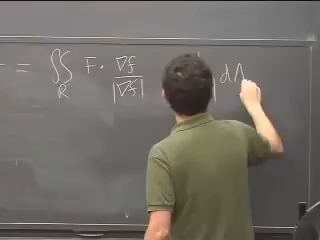 = ∬_R F · ∇f/|∇f| | dA